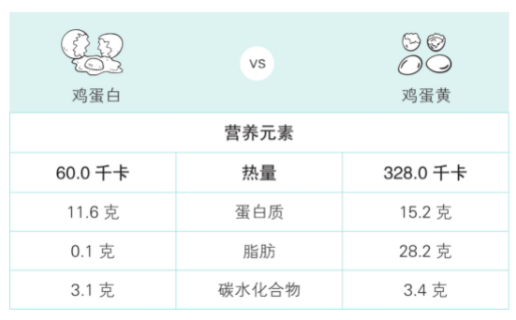 vs
鸡蛋白 鸡蛋黄
营养元素
60.0 千卡 热量 328.0 千卡
11.6 克 蛋白质 15.2 克
0.1 克 脂肪 28.2 克
3.1 克 碳水化合物 3.4 克